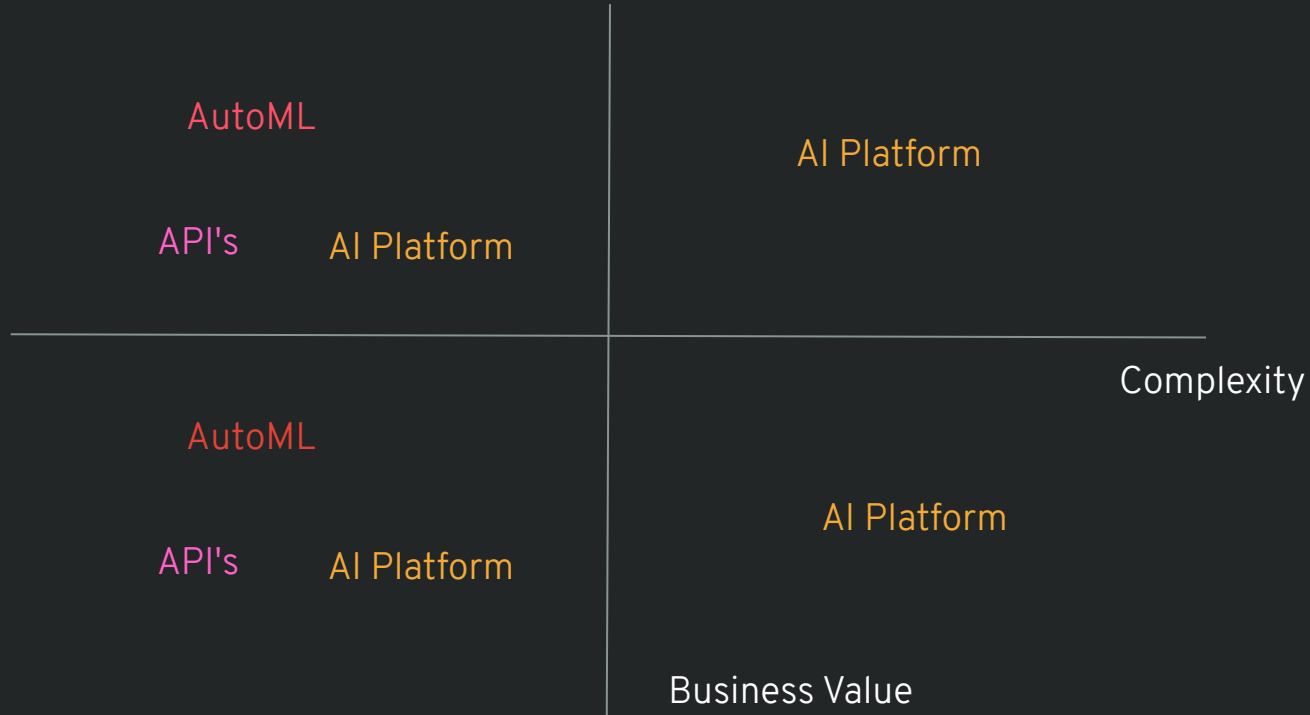 AutoML
AI Platform
API's
AI Platform
Complexity
AutoML
AI Platform
API's
AI Platform
Business Value